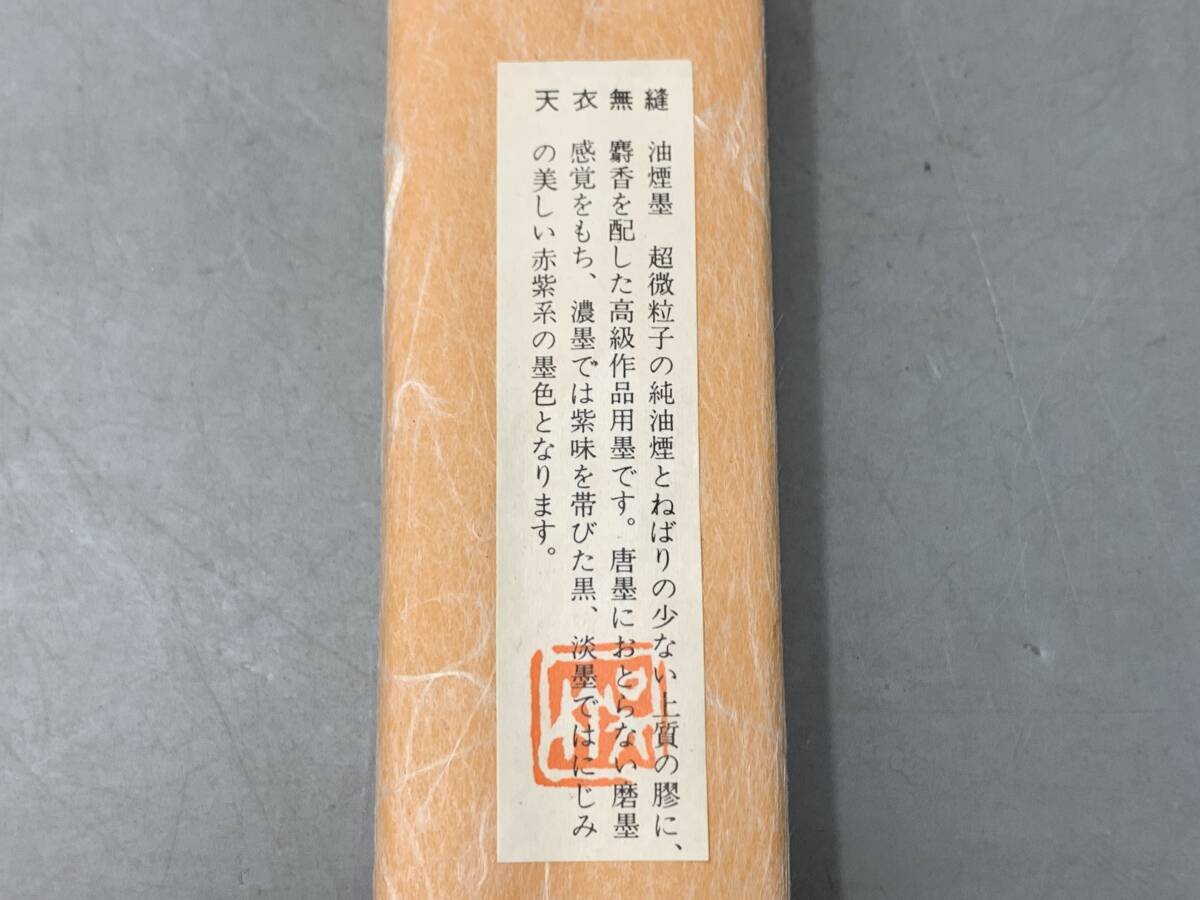 天衣無縫
油煙墨　超微粒子の純油煙とねばりの少ない上質の膠に、
麝香を配した高級作品用墨です。唐墨におとらない磨墨
感覚をもち、濃墨では紫味を帯びた黒、淡墨ではにじみ
の美しい赤紫系の墨色となります。